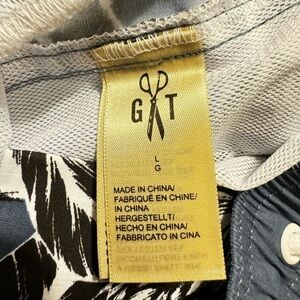 G T
L
G
MADE IN CHINA/
FABRIQUÉ EN CHINE/
IN CHINA
HERGESTELLT/
HECHO EN CHINA/
FABBRICATO IN CINA